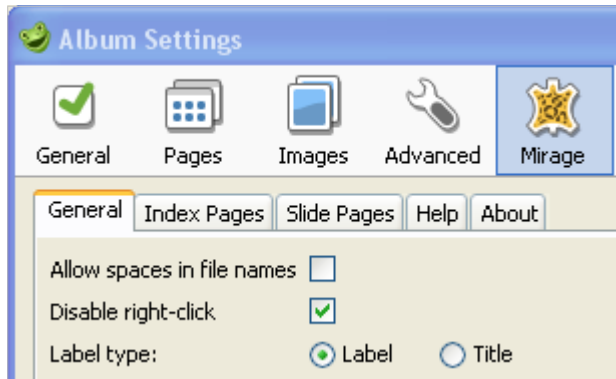 Album Settings
General Pages Images Advanced Mirage
General Index Pages Slide Pages Help About
Allow spaces in file names
Disable right-click
Label type: Label Title